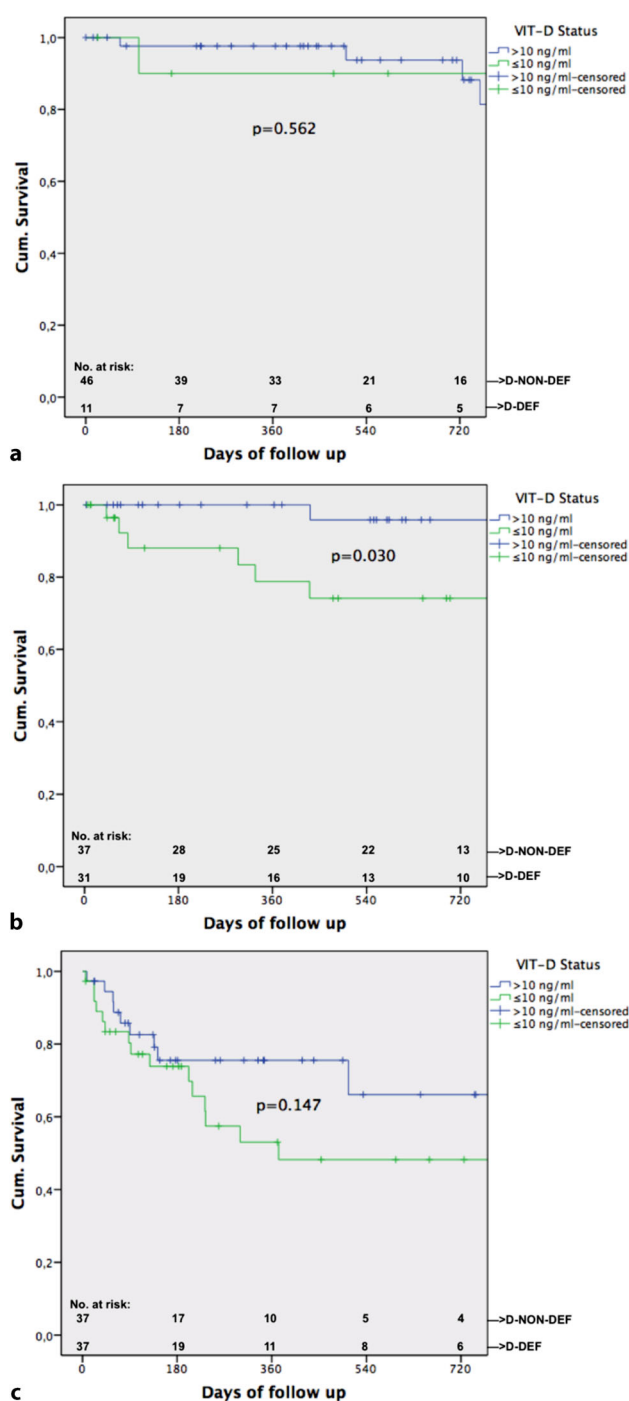 VIT-D Status
>10 ng/ml
≤10 ng/ml
>10 ng/ml-censored
≤10 ng/ml-censored
1,0
0,8
0,6
0,4
0,2
0,0
Cum. Survival
p=0.562
No. at risk:
46 39 33 21 16 >D-NON-DEF
11 7 7 6 5 >D-DEF
0 180 360 540 720
Days of follow up
a
VIT-D Status
>10 ng/ml
≤10 ng/ml
>10 ng/ml-censored
≤10 ng/ml-censored
1,0
0,8
0,6
0,4
0,2
0,0
Cum. Survival
p=0.030
No. at risk:
37 28 25 22 13 >D-NON-DEF
31 19 16 13 10 >D-DEF
0 180 360 540 720
Days of follow up
b
VIT-D Status
>10 ng/ml
≤10 ng/ml
>10 ng/ml-censored
≤10 ng/ml-censored
1,0
0,8
0,6
0,4
0,2
0,0
Cum. Survival
p=0.147
No. at risk:
37 17 10 5 4 >D-NON-DEF
37 19 11 8 6 >D-DEF
0 180 360 540 720
Days of follow up
c